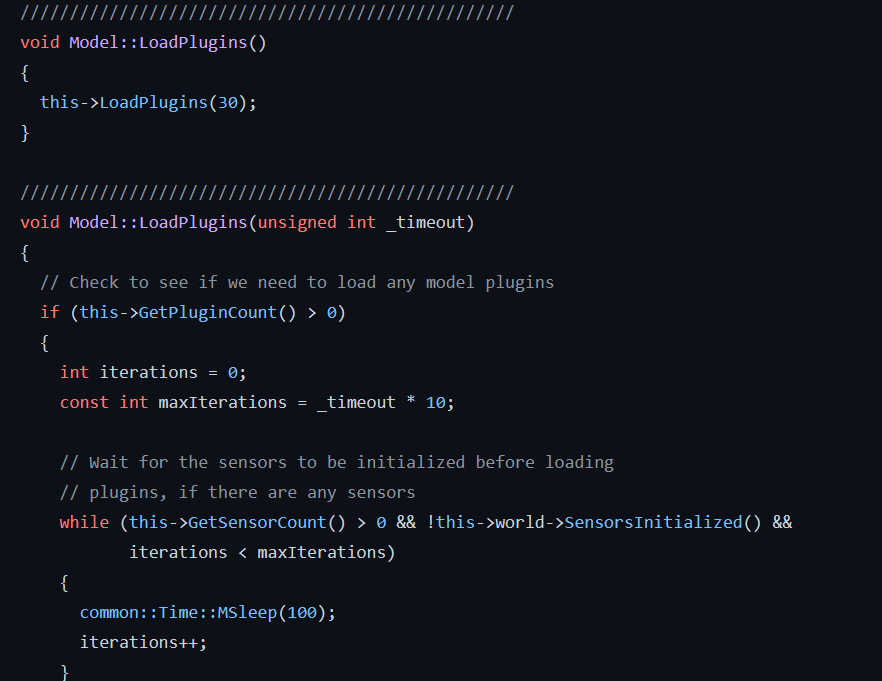 //////////////////////////////////////////////////
void Model::LoadPlugins()
{
  this->LoadPlugins(30);
}

//////////////////////////////////////////////////
void Model::LoadPlugins(unsigned int _timeout)
{
  // Check to see if we need to load any model plugins
  if (this->GetPluginCount() > 0)
  {
    int iterations = 0;
    const int maxIterations = _timeout * 10;

    // Wait for the sensors to be initialized before loading
    // plugins, if there are any sensors
    while (this->GetSensorCount() > 0 && !this->world->SensorsInitialized() &&
           iterations < maxIterations)
    {
      common::Time::MSleep(100);
      iterations++;
    }